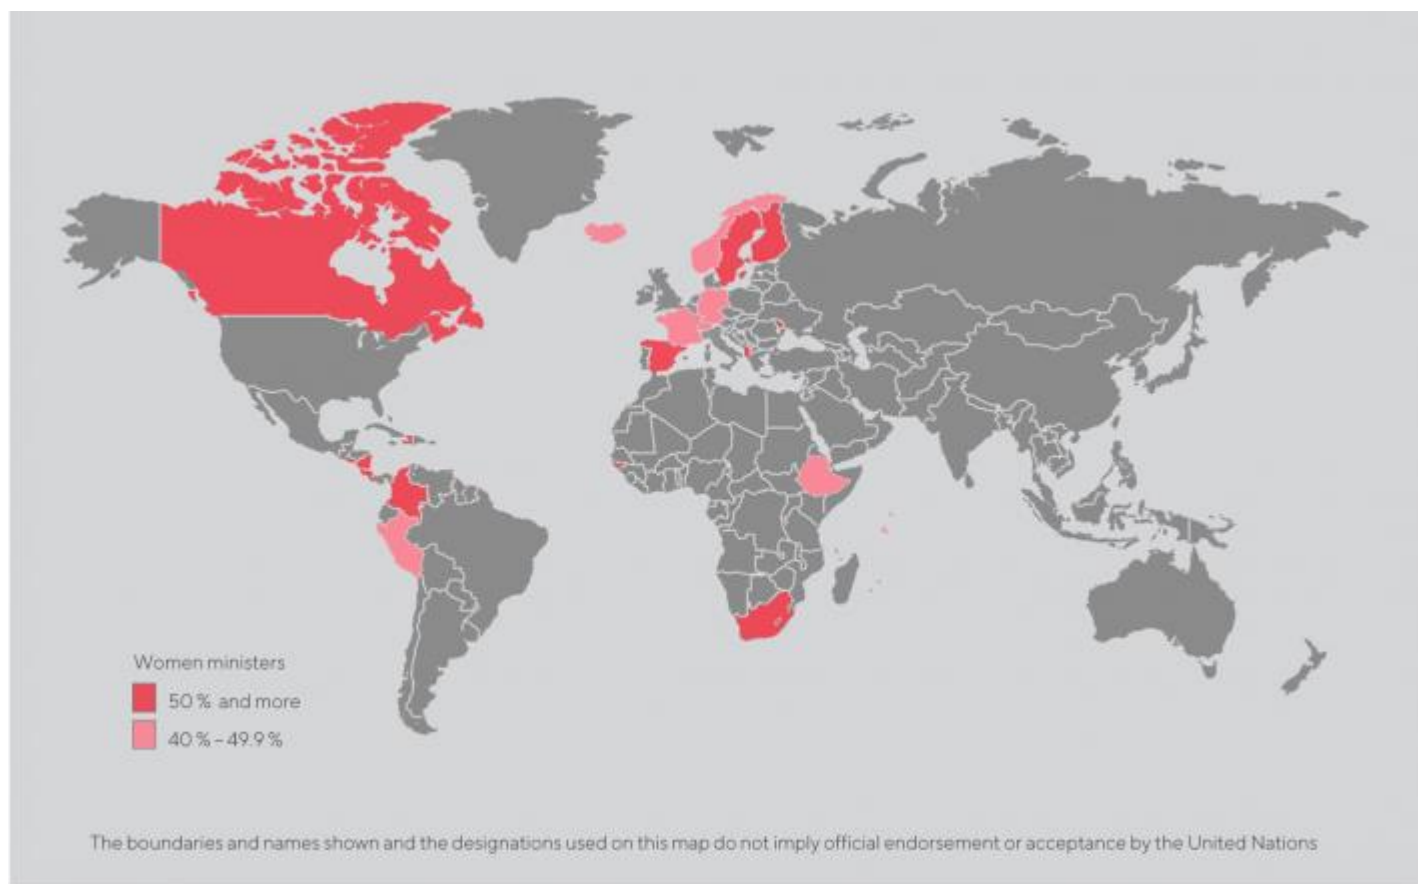 Women ministers
50 % and more
40 % – 49.9 %
The boundaries and names shown and the designations used on this map do not imply official endorsement or acceptance by the United Nations